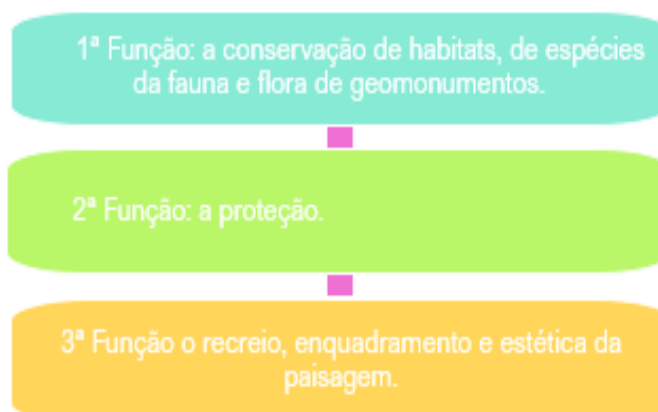 1ª Função: a conservação de habitats, de espécies
da fauna e flora de geomonumentos.
2ª Função: a proteção.
3ª Função o recreio, enquadramento e estética da
paisagem.